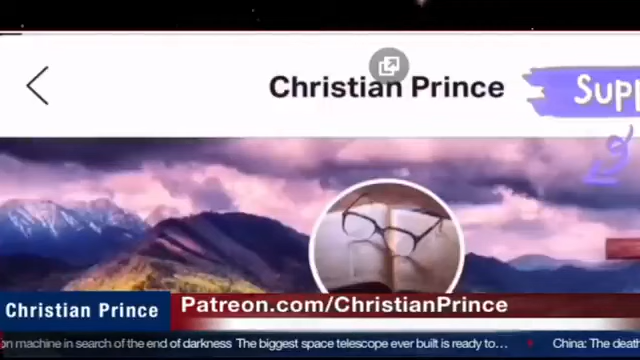 Christian Prince
Supp
Christian Prince
Patreon.com/ChristianPrince
on machine in search of the end of darkness The biggest space telescope ever built is ready to... China: The death